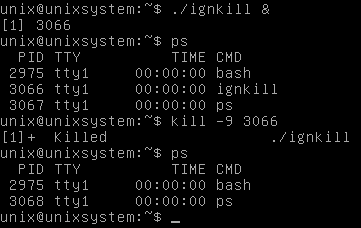 unix@unixsystem:~$ ./ignkill &
[1] 3066
unix@unixsystem:~$ ps
  PID TTY          TIME CMD
 2975 tty1     00:00:00 bash
 3066 tty1     00:00:00 ignkill
 3067 tty1     00:00:00 ps
unix@unixsystem:~$ kill -9 3066
[1]+  Killed                  ./ignkill
unix@unixsystem:~$ ps
  PID TTY          TIME CMD
 2975 tty1     00:00:00 bash
 3068 tty1     00:00:00 ps
unix@unixsystem:~$ _